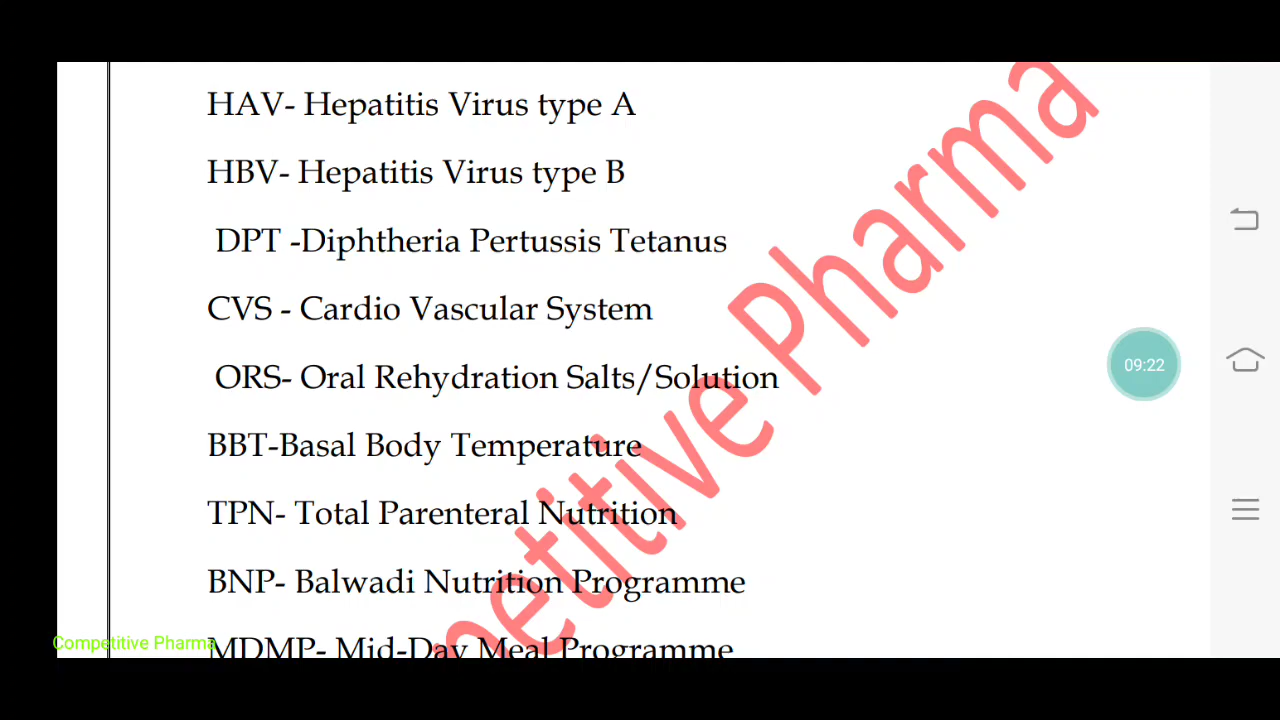 HAV- Hepatitis Virus type A
HBV- Hepatitis Virus type B
DPT -Diphtheria Pertussis Tetanus
CVS - Cardio Vascular System
ORS- Oral Rehydration Salts/Solution
09:22
BBT-Basal Body Temperature
TPN- Total Parenteral Nutrition
BNP- Balwadi Nutrition Programme
MDMP- Mid-Day Meal Programme
Competitive Pharma
petitive Pharma